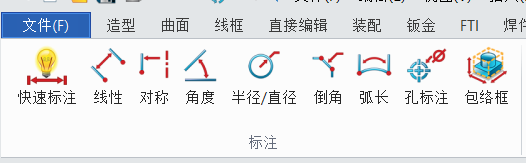 文件(F) 造型 曲面 线框 直接编辑 装配 钣金 FTI
快速标注 线性 对称 角度 半径/直径 倒角 弧长 孔标注 包络框
标注